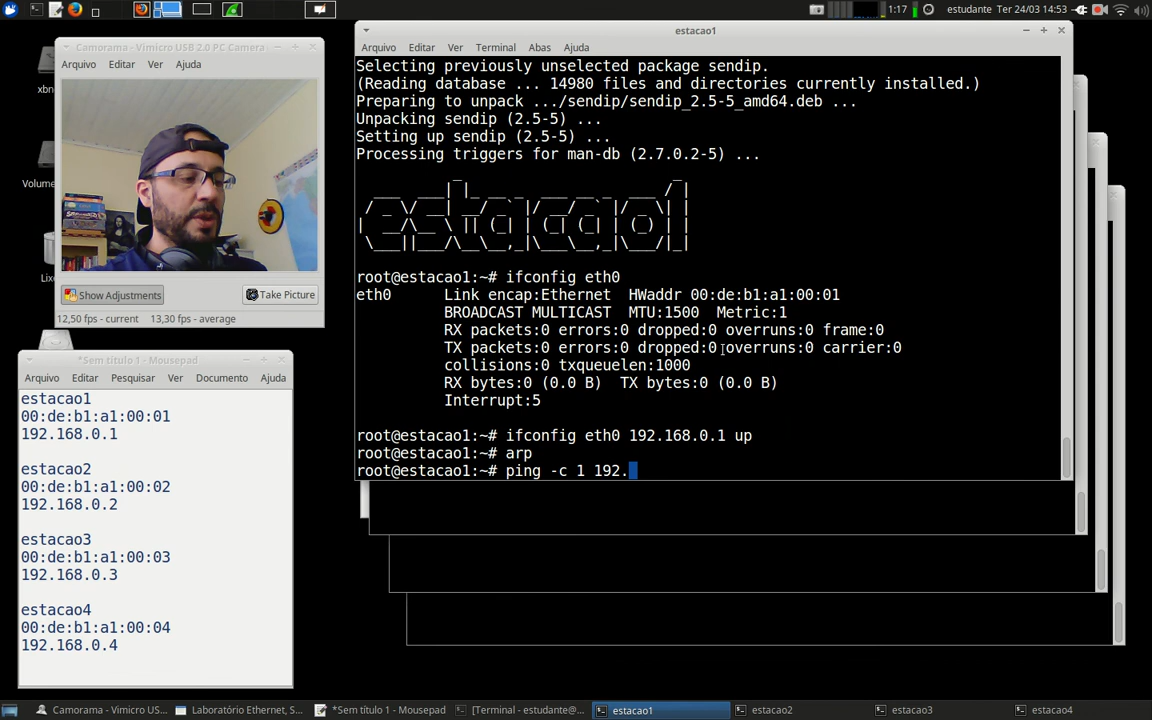 1:17
estudante
Ter 24/03 14:53
Camorama - Vimicro USB 2.0 PC Camera
Arquivo Editar Ver Ajuda
Show Adjustments
Take Picture
12,50 fps - current 13,30 fps - average
xbn
Volume
Lix
*Sem título 1 - Mousepad
Arquivo Editar Pesquisar Ver Documento Ajuda
estacao1
00:de:b1:a1:00:01
192.168.0.1
estacao2
00:de:b1:a1:00:02
192.168.0.2
estacao3
00:de:b1:a1:00:03
192.168.0.3
estacao4
00:de:b1:a1:00:04
192.168.0.4
estacao1
Arquivo Editar Ver Terminal Abas Ajuda
Selecting previously unselected package sendip.
(Reading database ... 14980 files and directories currently installed.)
Preparing to unpack .../sendip/sendip_2.5-5_amd64.deb ...
Unpacking sendip (2.5-5) ...
Setting up sendip (2.5-5) ...
Processing triggers for man-db (2.7.0.2-5) ...
estacao1
root@estacao1:~# ifconfig eth0
eth0 Link encap:Ethernet HWaddr 00:de:b1:a1:00:01
BROADCAST MULTICAST MTU:1500 Metric:1
RX packets:0 errors:0 dropped:0 overruns:0 frame:0
TX packets:0 errors:0 dropped:0 overruns:0 carrier:0
collisions:0 txqueuelen:1000
RX bytes:0 (0.0 B) TX bytes:0 (0.0 B)
Interrupt:5
root@estacao1:~# ifconfig eth0 192.168.0.1 up
root@estacao1:~# arp
root@estacao1:~# ping -c 1 192.
Camorama - Vimicro US...
Laboratório Ethernet, S...
*Sem título 1 - Mousepad
[Terminal - estudante@...
estacao1
estacao2
estacao3
estacao4